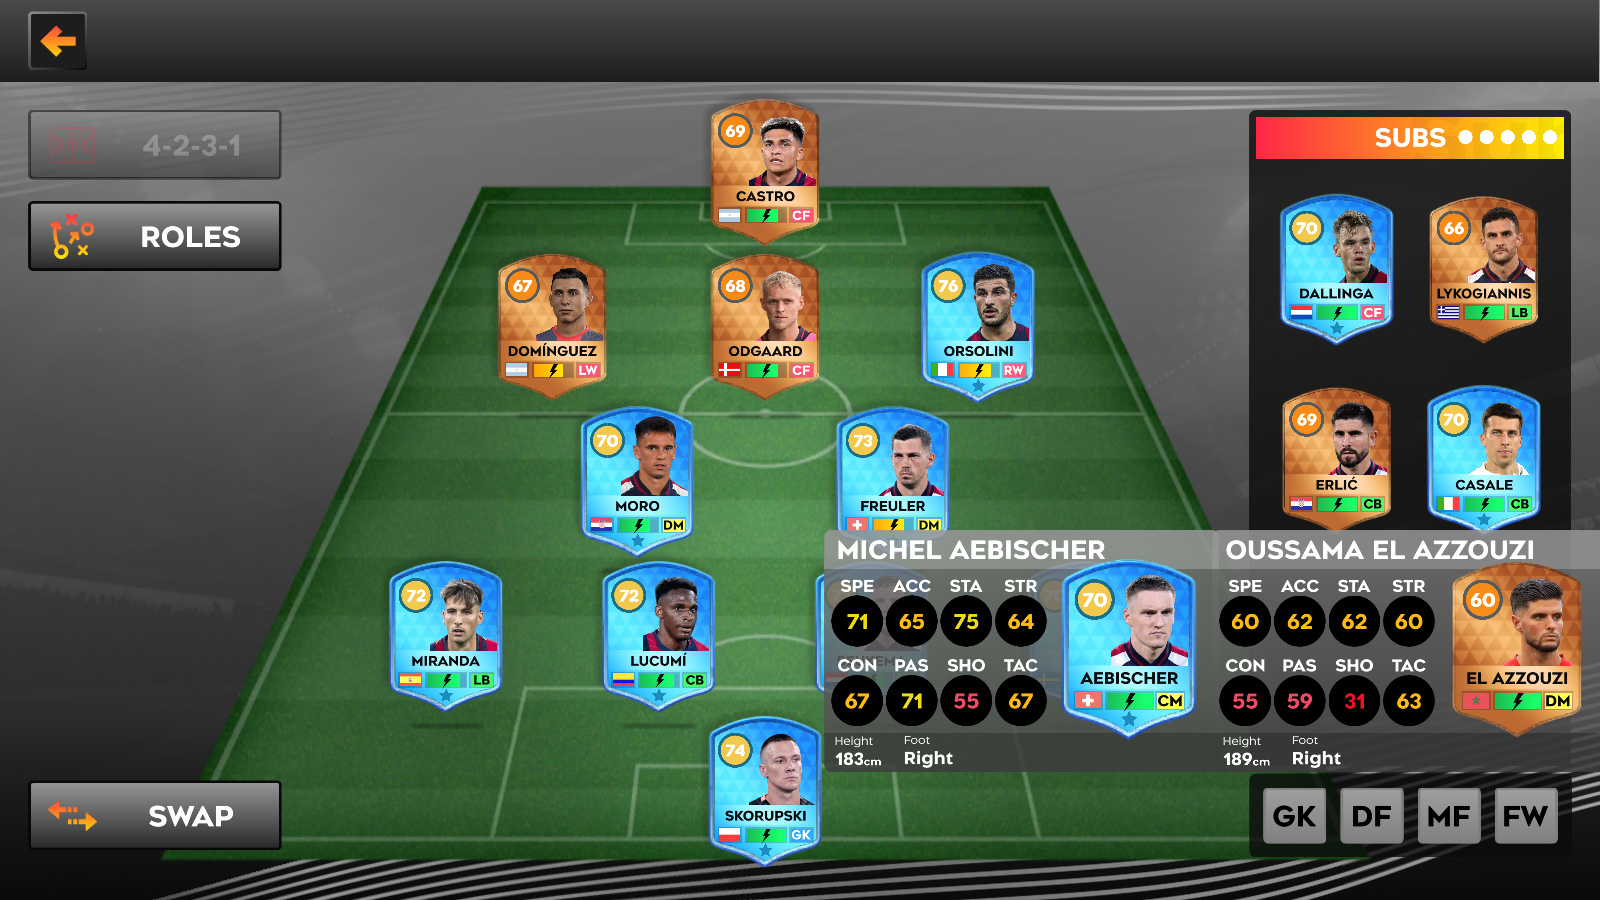 4-2-3-1
ROLES
SWAP
69
CASTRO
CF
67
DOMÍNGUEZ
LW
68
ODGAARD
CF
76
ORSOLINI
RW
70
MORO
DM
73
FREULER
DM
72
MIRANDA
LB
72
LUCUMÍ
CB
74
SKORUPSKI
GK
SUBS
70
DALLINGA
CF
66
LYKOGIANNIS
LB
69
ERLIĆ
CB
70
CASALE
CB
MICHEL AEBISCHER
SPE ACC STA STR
71 65 75 64
CON PAS SHO TAC
67 71 55 67
Height Foot
183cm Right
70
AEBISCHER
CM
OUSSAMA EL AZZOUZI
SPE ACC STA STR
60 62 62 60
CON PAS SHO TAC
55 59 31 63
Height Foot
189cm Right
60
EL AZZOUZI
DM
GK DF MF FW